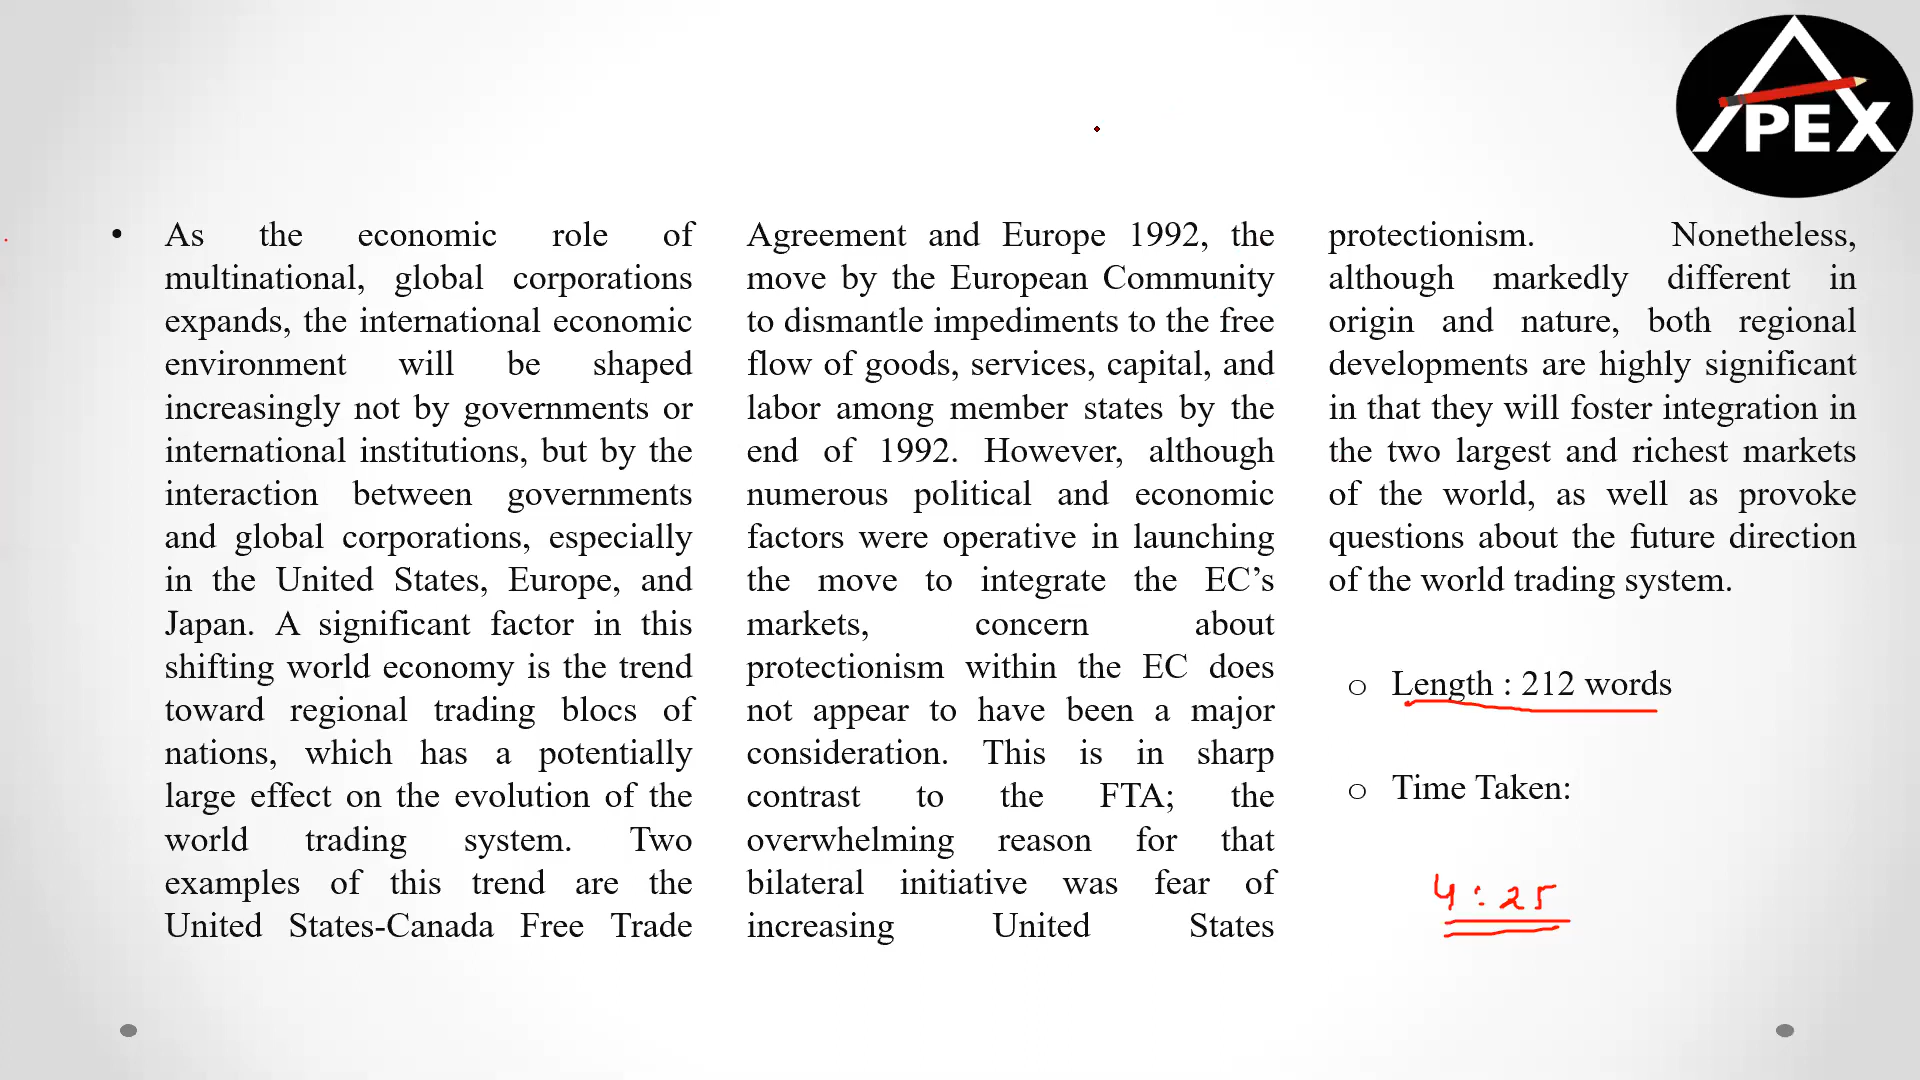 APEX
• As the economic role of
multinational, global corporations
expands, the international economic
environment will be shaped
increasingly not by governments or
international institutions, but by the
interaction between governments
and global corporations, especially
in the United States, Europe, and
Japan. A significant factor in this
shifting world economy is the trend
toward regional trading blocs of
nations, which has a potentially
large effect on the evolution of the
world trading system. Two
examples of this trend are the
United States-Canada Free Trade
Agreement and Europe 1992, the
move by the European Community
to dismantle impediments to the free
flow of goods, services, capital, and
labor among member states by the
end of 1992. However, although
numerous political and economic
factors were operative in launching
the move to integrate the EC’s
markets, concern about
protectionism within the EC does
not appear to have been a major
consideration. This is in sharp
contrast to the FTA; the
overwhelming reason for that
bilateral initiative was fear of
increasing United States
protectionism. Nonetheless,
although markedly different in
origin and nature, both regional
developments are highly significant
in that they will foster integration in
the two largest and richest markets
of the world, as well as provoke
questions about the future direction
of the world trading system.
o Length : 212 words
o Time Taken:
4:25